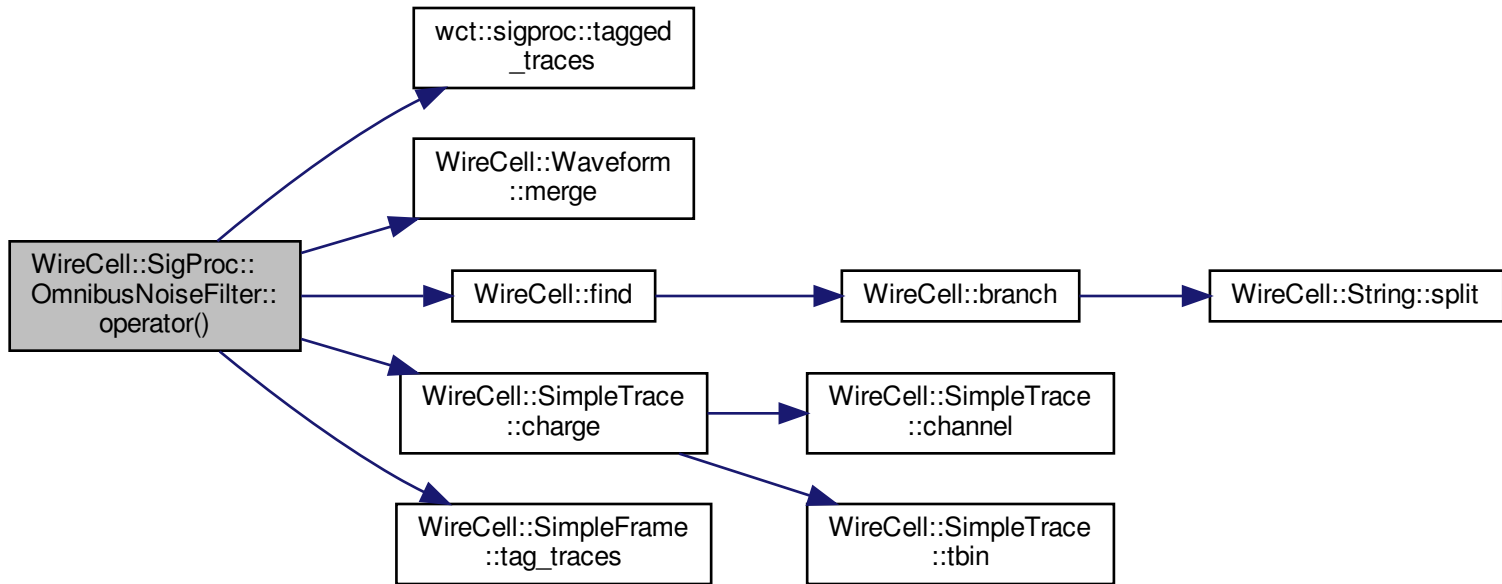 wct::sigproc::tagged
_traces
WireCell::Waveform
::merge
WireCell::SigProc::
OmnibusNoiseFilter::
operator()
WireCell::find
WireCell::branch
WireCell::String::split
WireCell::SimpleTrace
::charge
WireCell::SimpleTrace
::channel
WireCell::SimpleFrame
::tag_traces
WireCell::SimpleTrace
::tbin